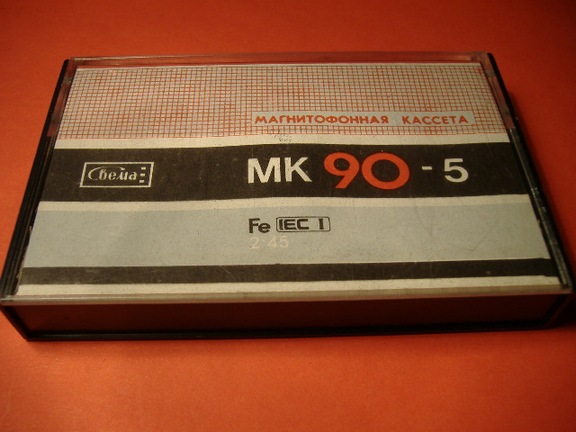 МАГНИТОФОННАЯ КАССЕТА
Свема
МК 90-5
Fe IEC I
2·45